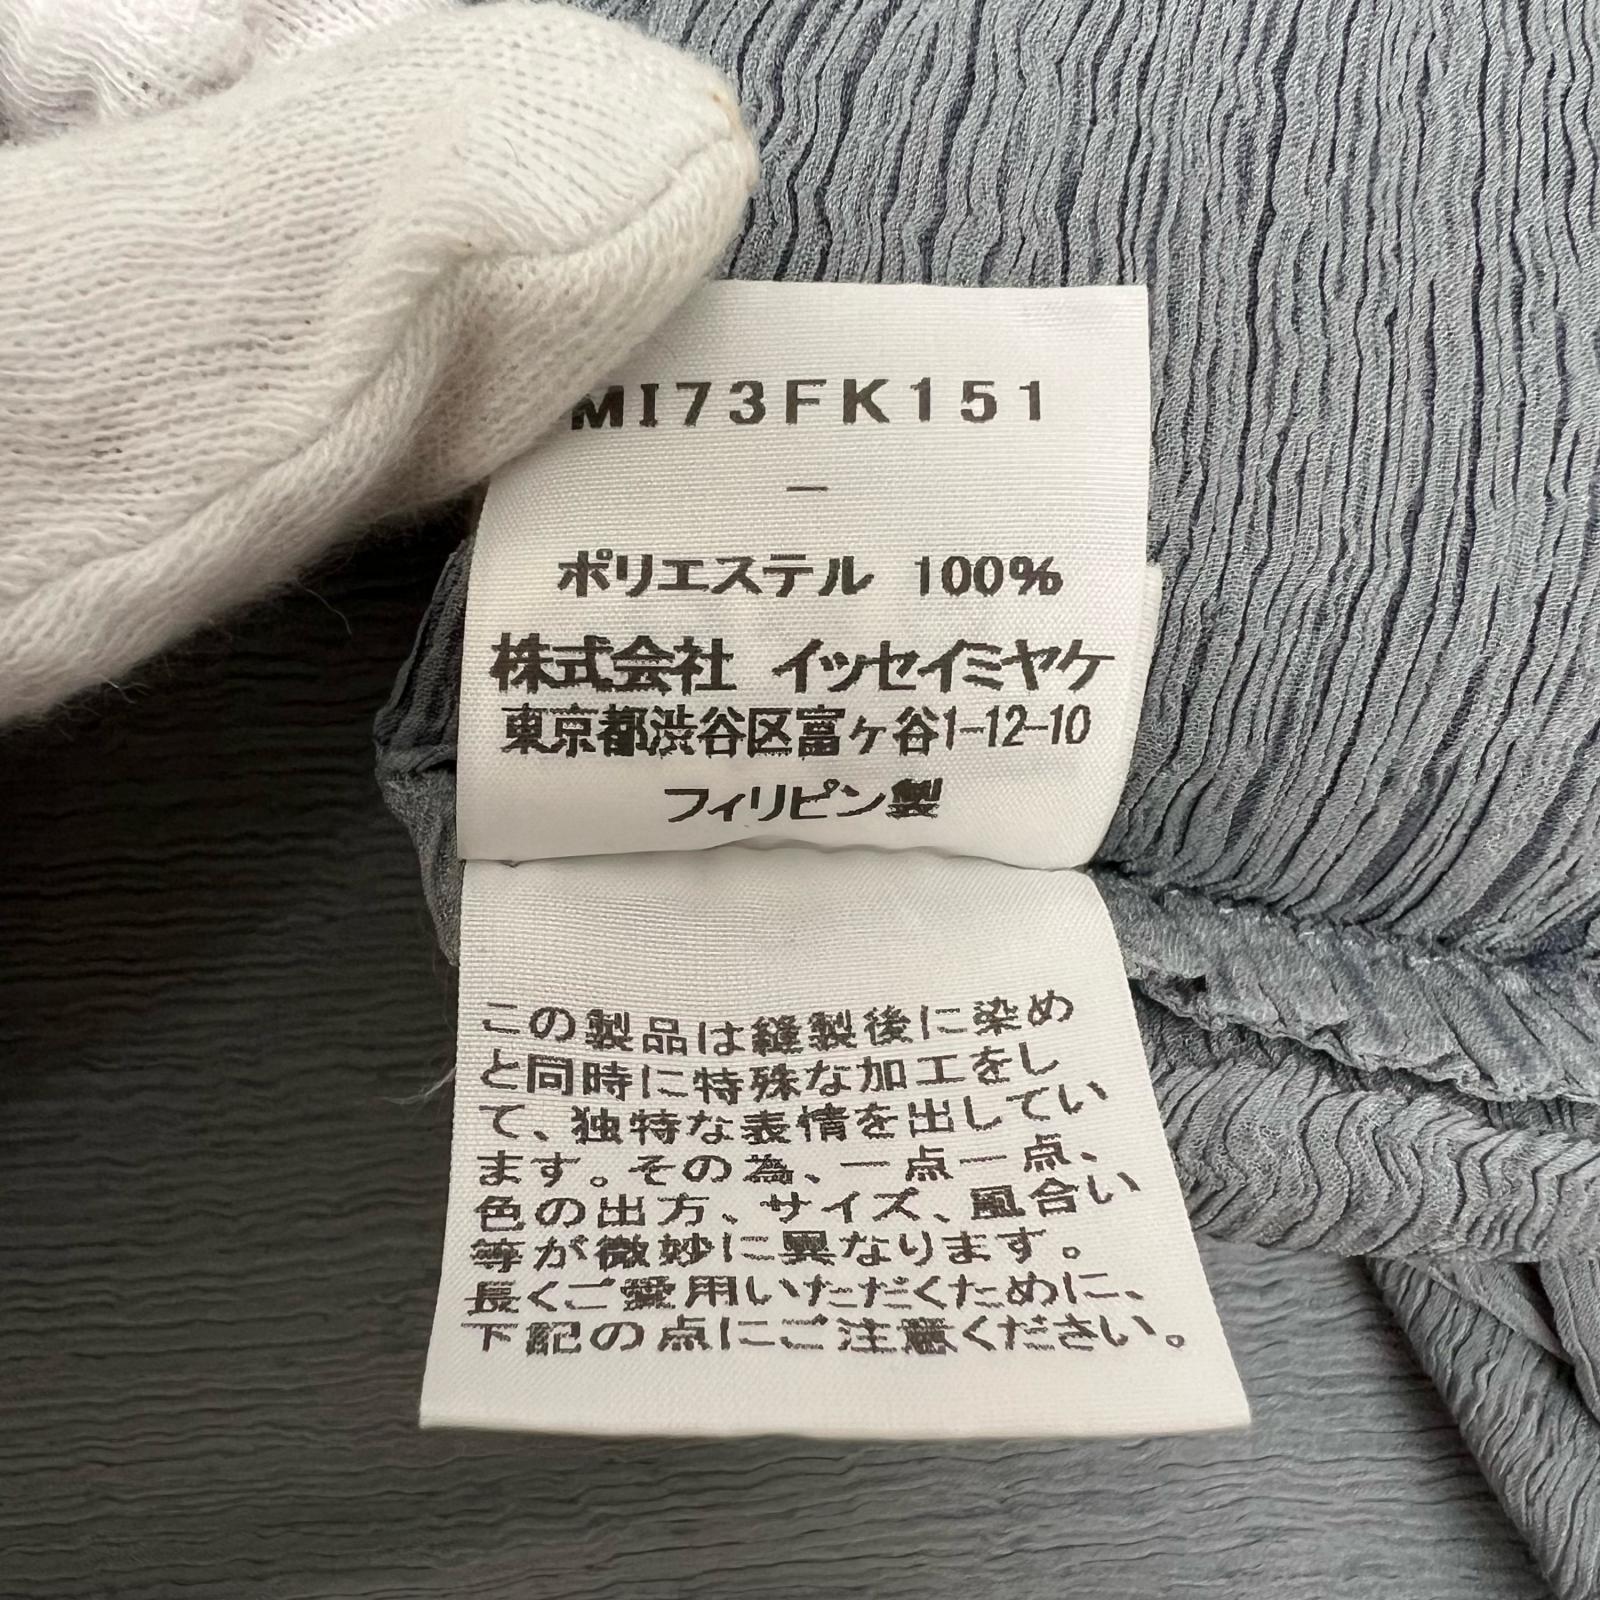 MI73FK151
－
ポリエステル 100%
株式会社 イッセイミヤケ
東京都渋谷区富ヶ谷1-12-10
フィリピン製
この製品は縫製後に染め
と同時に特殊な加工をし
て、独特な表情を出してい
ます。その為、一点一点、
色の出方、サイズ、風合い
等が微妙に異なります。
長くご愛用いただくために、
下記の点にご注意ください。